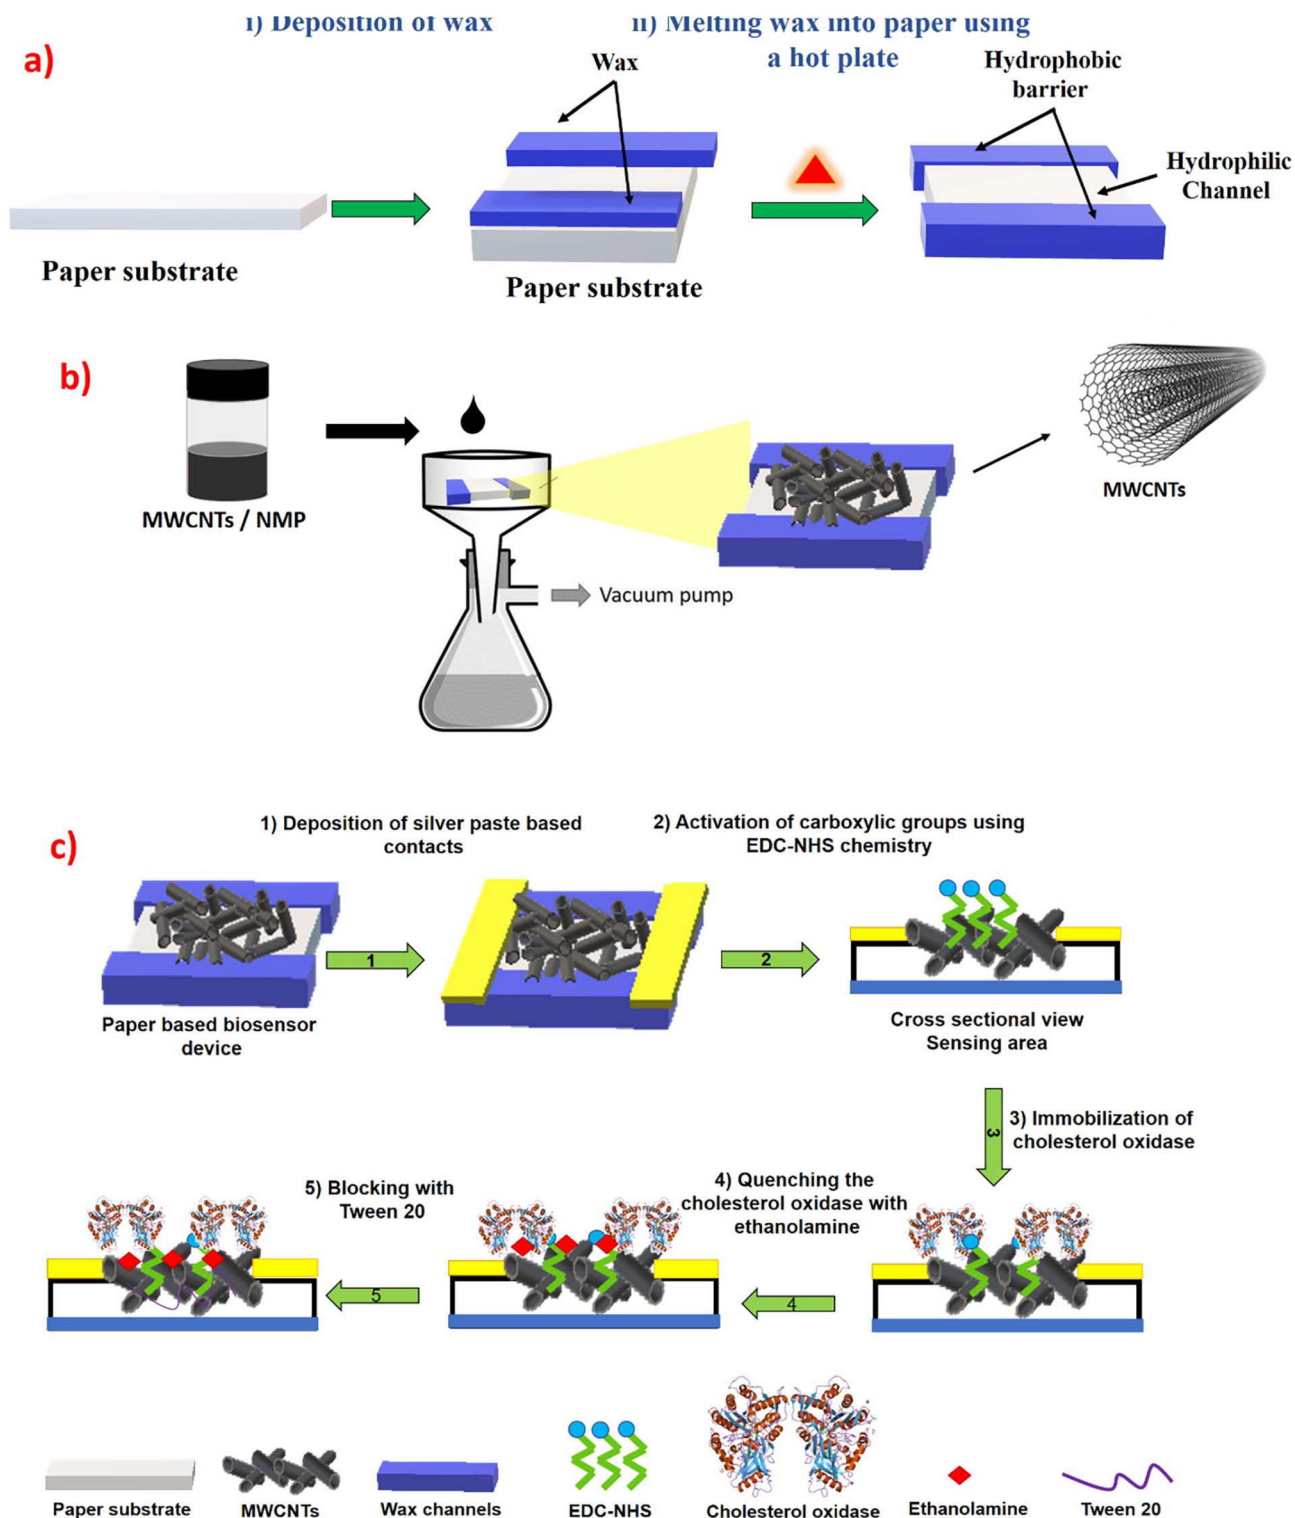 i) Deposition of wax
ii) Melting wax into paper using
a hot plate
a)
Wax
Hydrophobic
barrier
Hydrophilic
Channel
Paper substrate
Paper substrate
b)
MWCNTs / NMP
MWCNTs
Vacuum pump
c)
1) Deposition of silver paste based
contacts
2) Activation of carboxylic groups using
EDC-NHS chemistry
1
2
Paper based biosensor
device
Cross sectional view
Sensing area
3
3) Immobilization of
cholesterol oxidase
4) Quenching the
cholesterol oxidase with
ethanolamine
5) Blocking with
Tween 20
5
4
Paper substrate
MWCNTs
Wax channels
EDC-NHS
Cholesterol oxidase
Ethanolamine
Tween 20